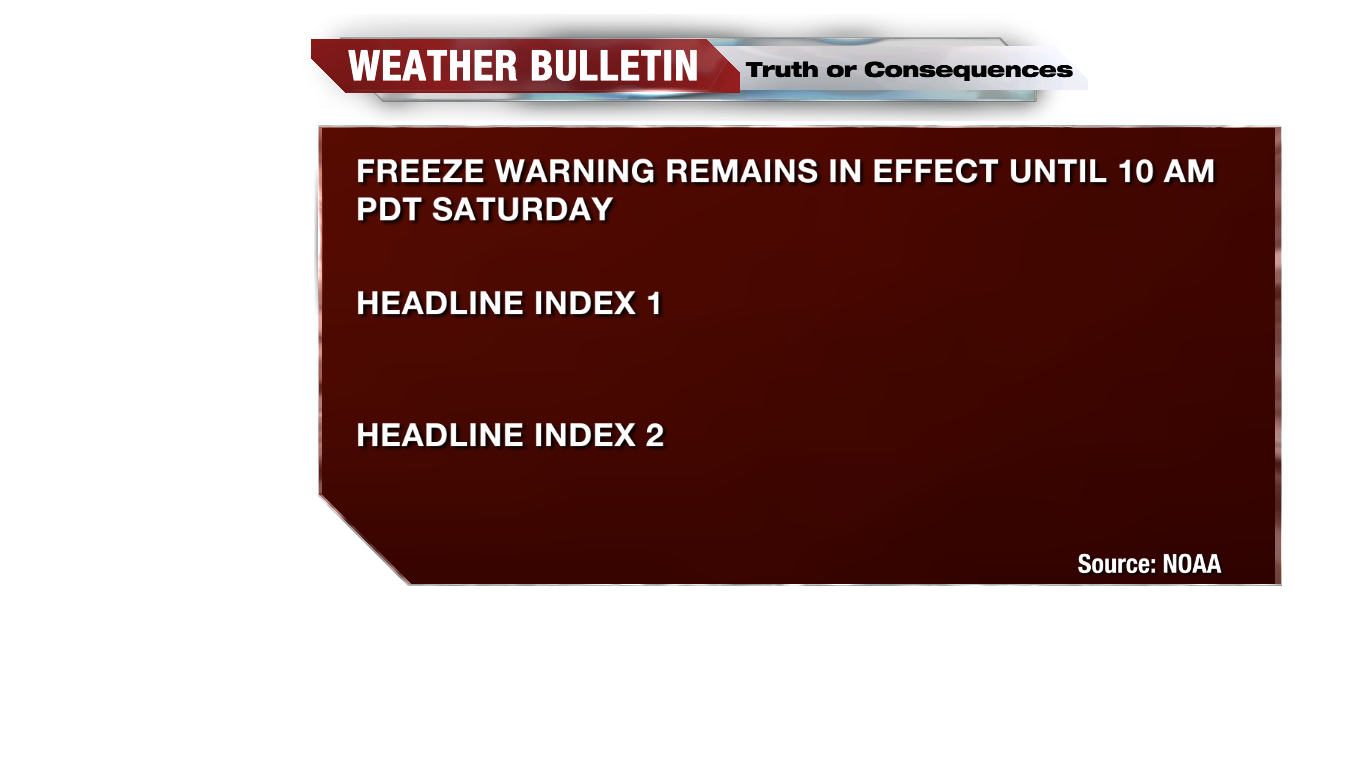 WEATHER BULLETIN
Truth or Consequences
FREEZE WARNING REMAINS IN EFFECT UNTIL 10 AM
PDT SATURDAY
HEADLINE INDEX 1
HEADLINE INDEX 2
Source: NOAA